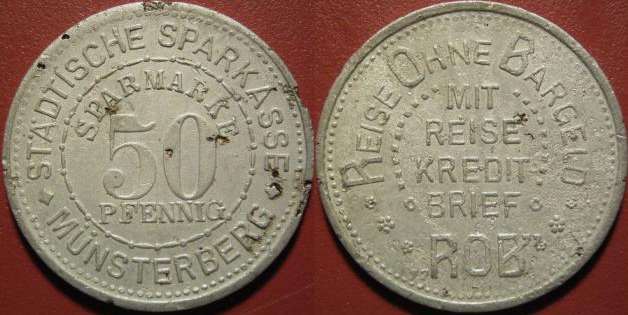 STÄDTISCHE SPARKASSE
SPARMARKE
50
PFENNIG
MÜNSTERBERG
REISE OHNE BARGELD
MIT
REISE
KREDIT
BRIEF
„ROB“